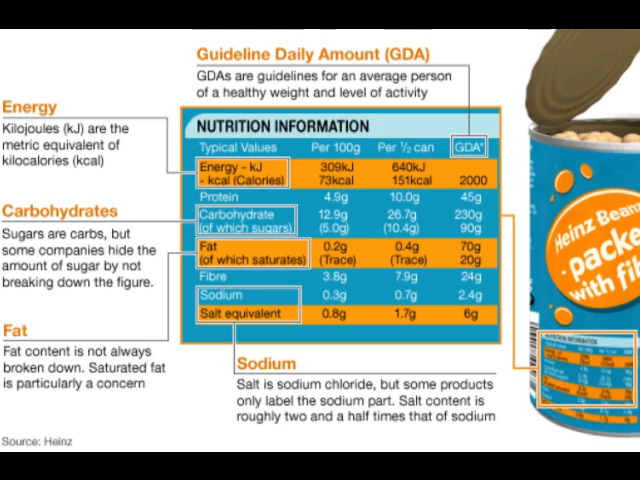 Guideline Daily Amount (GDA)
GDAs are guidelines for an average person
of a healthy weight and level of activity
Energy
Kilojoules (kJ) are the
metric equivalent of
kilocalories (kcal)
Carbohydrates
Sugars are carbs, but
some companies hide the
amount of sugar by not
breaking down the figure.
Fat
Fat content is not always
broken down. Saturated fat
is particularly a concern
NUTRITION INFORMATION
Typical Values Per 100g Per ½ can GDA*
Energy - kJ 309kJ 640kJ
- kcal (Calories) 73kcal 151kcal 2000
Protein 4.9g 10.0g 45g
Carbohydrate 12.9g 26.7g 230g
(of which sugars) (5.0g) (10.4g) 90g
Fat 0.2g 0.4g 70g
(of which saturates) (Trace) (Trace) 20g
Fibre 3.8g 7.9g 24g
Sodium 0.3g 0.7g 2.4g
Salt equivalent 0.8g 1.7g 6g
Sodium
Salt is sodium chloride, but some products
only label the sodium part. Salt content is
roughly two and a half times that of sodium
Heinz Bean
- packe
with fib
NUTRITION INFORMATION
Source: Heinz